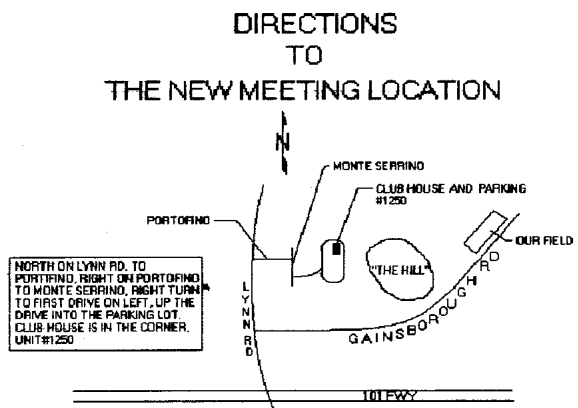 DIRECTIONS
TO
THE NEW MEETING LOCATION
N
MONTE SERRINO
CLUB HOUSE AND PARKING
#1250
PORTOFINO
OUR FIELD
"THE HILL"
NORTH ON LYNN RD. TO
PORTIFINO, RIGHT ON PORTOFINO
TO MONTE SERRINO, RIGHT TURN
TO FIRST DRIVE ON LEFT, UP THE
DRIVE INTO THE PARKING LOT.
CLUB HOUSE IS IN THE CORNER,
UNIT#1250
LYNN RD
GAINSBOROUGH RD
101 FWY